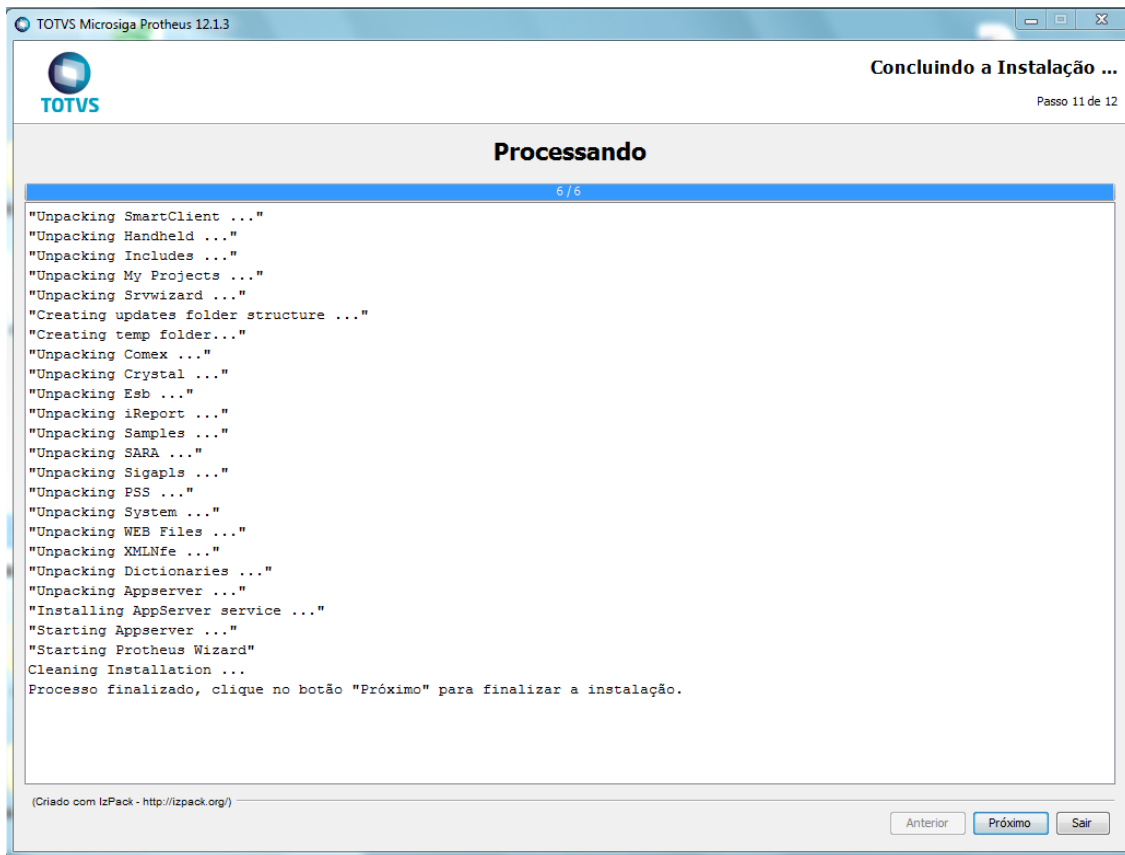 TOTVS Microsiga Protheus 12.1.3
TOTVS
Concluindo a Instalação ...
Passo 11 de 12
Processando
6 / 6
"Unpacking SmartClient ..."
"Unpacking Handheld ..."
"Unpacking Includes ..."
"Unpacking My Projects ..."
"Unpacking Srvwizard ..."
"Creating updates folder structure ..."
"Creating temp folder..."
"Unpacking Comex ..."
"Unpacking Crystal ..."
"Unpacking Esb ..."
"Unpacking iReport ..."
"Unpacking Samples ..."
"Unpacking SARA ..."
"Unpacking Sigapls ..."
"Unpacking PSS ..."
"Unpacking System ..."
"Unpacking WEB Files ..."
"Unpacking XMLNfe ..."
"Unpacking Dictionaries ..."
"Unpacking Appserver ..."
"Installing AppServer service ..."
"Starting Appserver ..."
"Starting Protheus Wizard"
Cleaning Installation ...
Processo finalizado, clique no botão "Próximo" para finalizar a instalação.
(Criado com IzPack - http://izpack.org/)
Anterior Próximo Sair